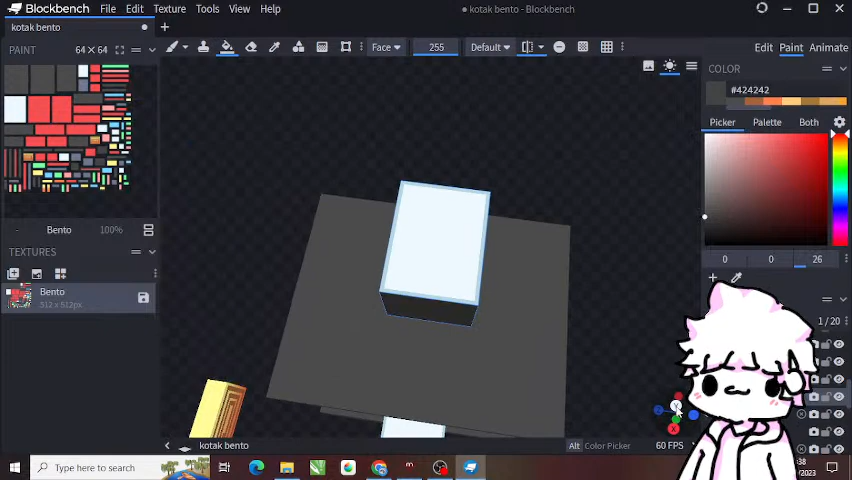 Blockbench File Edit Texture Tools View Help
kotak bento - Blockbench
kotak bento
PAINT 64 × 64
Face 255 Default
Edit Paint Animate
COLOR
#424242
Picker Palette Both
Bento 100%
TEXTURES
0 0 26
Bento
512 x 512px
1 / 20
Y
Z
X
kotak bento
Alt Color Picker 60 FPS
Type here to search